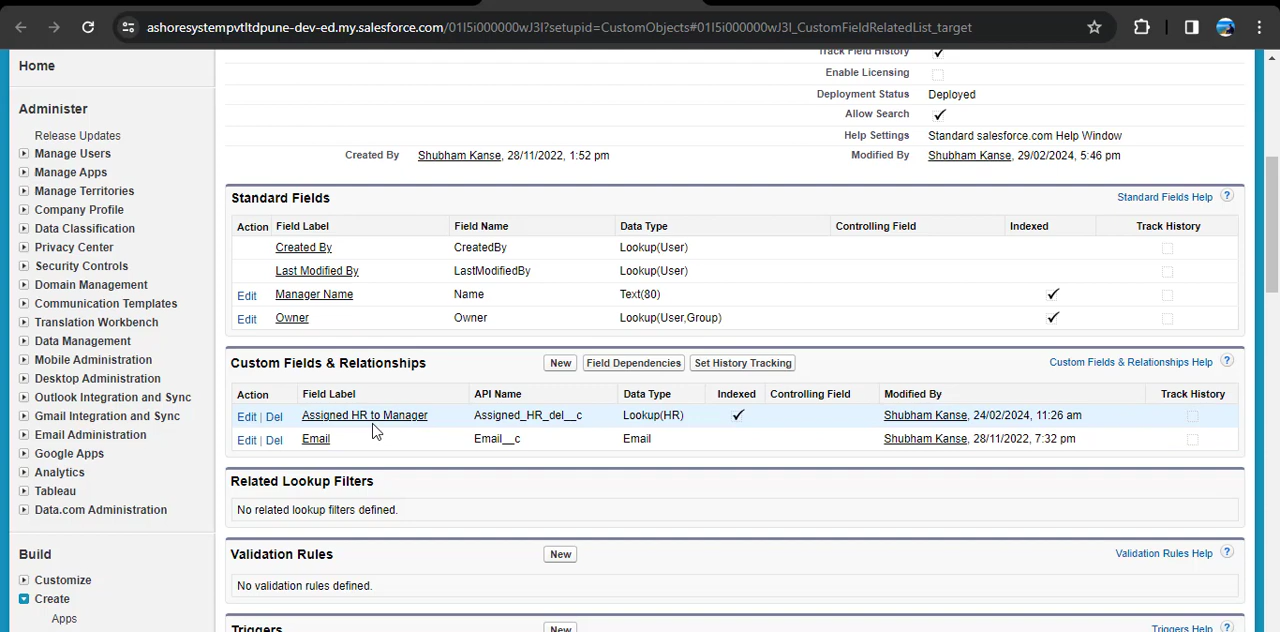 ashoresystempvtltdpune-dev-ed.my.salesforce.com/01I5i000000wJ3I?setupid=CustomObjects#01I5i000000wJ3I_CustomFieldRelatedList_target
Home
Administer
Release Updates
Manage Users
Manage Apps
Manage Territories
Company Profile
Data Classification
Privacy Center
Security Controls
Domain Management
Communication Templates
Translation Workbench
Data Management
Mobile Administration
Desktop Administration
Outlook Integration and Sync
Gmail Integration and Sync
Email Administration
Google Apps
Analytics
Tableau
Data.com Administration
Build
Customize
Create
Apps
Track Field History
Enable Licensing
Deployment Status Deployed
Allow Search
Help Settings Standard salesforce.com Help Window
Created By Shubham Kanse, 28/11/2022, 1:52 pm Modified By Shubham Kanse, 29/02/2024, 5:46 pm
Standard Fields Standard Fields Help ?
Action Field Label Field Name Data Type Controlling Field Indexed Track History
Created By CreatedBy Lookup(User)
Last Modified By LastModifiedBy Lookup(User)
Edit Manager Name Name Text(80)
Edit Owner Owner Lookup(User,Group)
Custom Fields & Relationships New Field Dependencies Set History Tracking Custom Fields & Relationships Help ?
Action Field Label API Name Data Type Indexed Controlling Field Modified By Track History
Edit | Del Assigned HR to Manager Assigned_HR_del__c Lookup(HR) Shubham Kanse, 24/02/2024, 11:26 am
Edit | Del Email Email__c Email Shubham Kanse, 28/11/2022, 7:32 pm
Related Lookup Filters
No related lookup filters defined.
Validation Rules New Validation Rules Help ?
No validation rules defined.
Triggers New Triggers Help ?